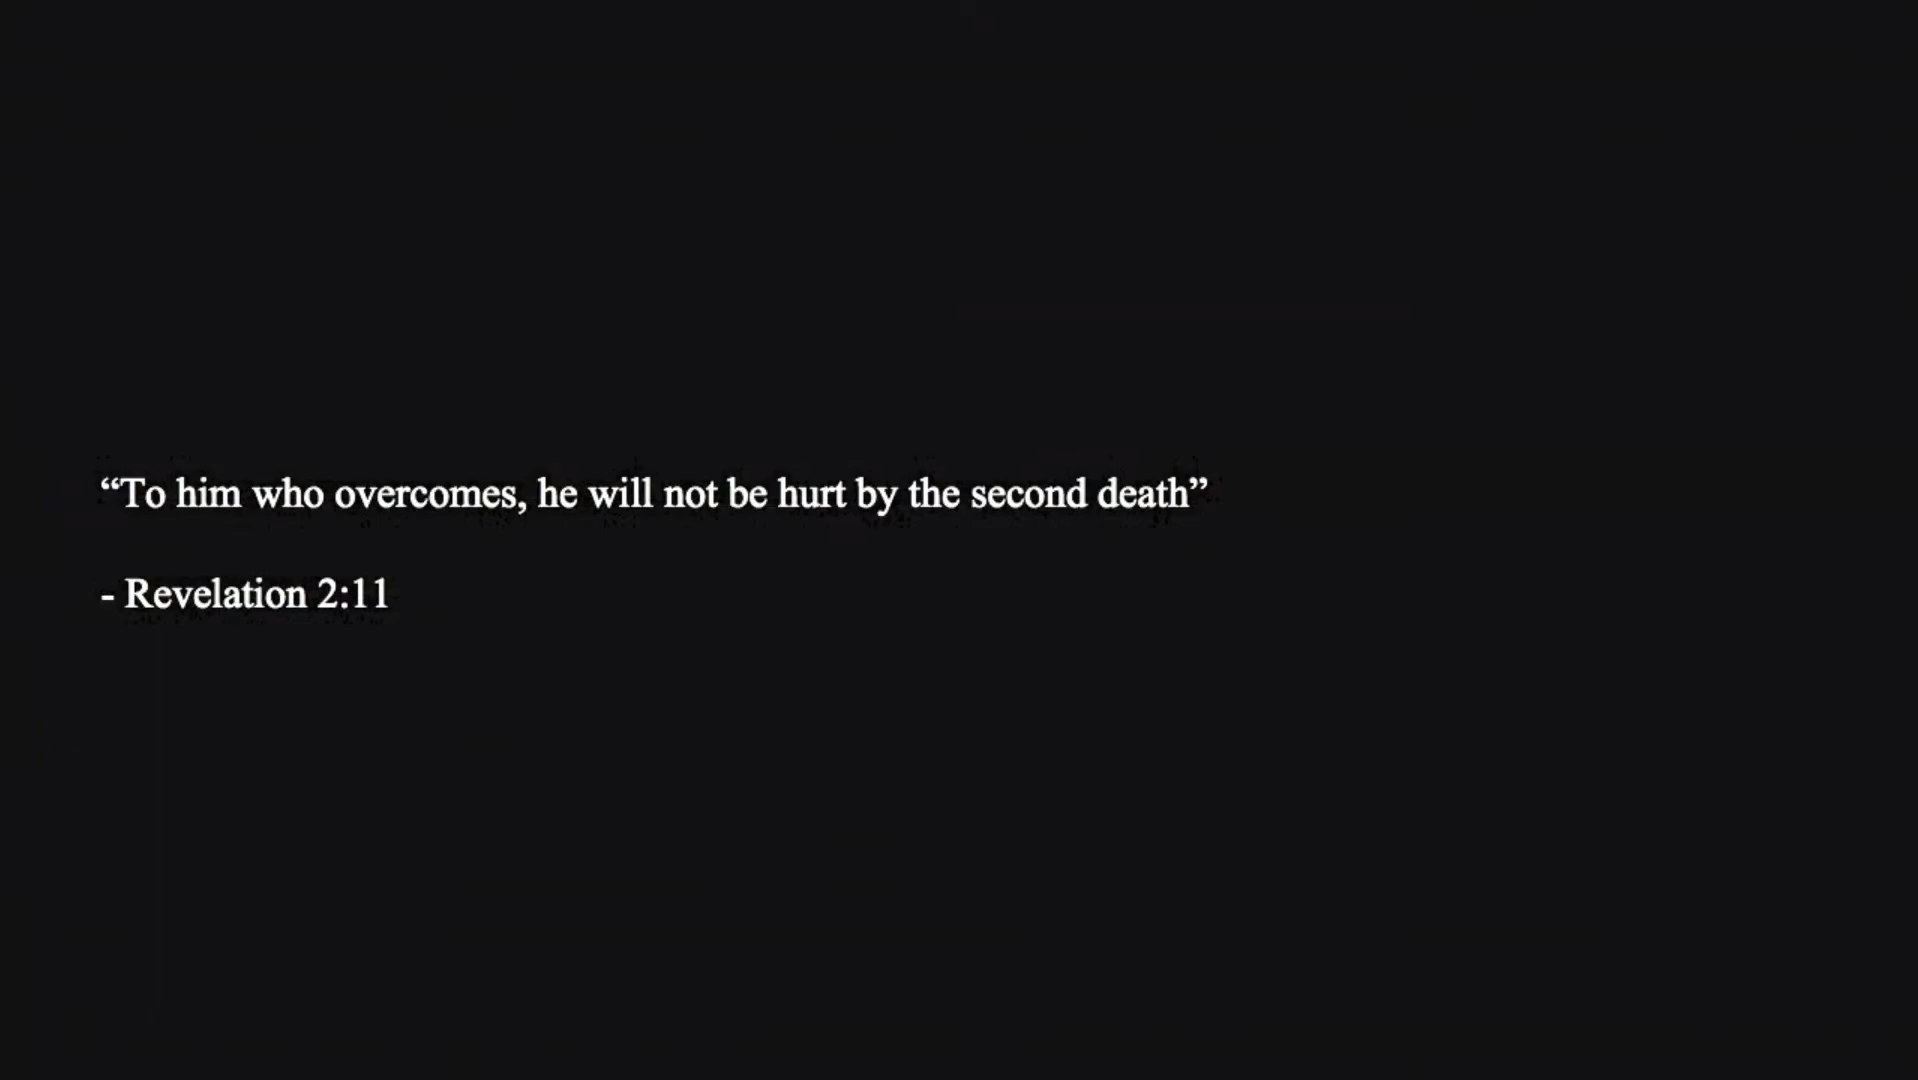 “To him who overcomes, he will not be hurt by the second death”
- Revelation 2:11